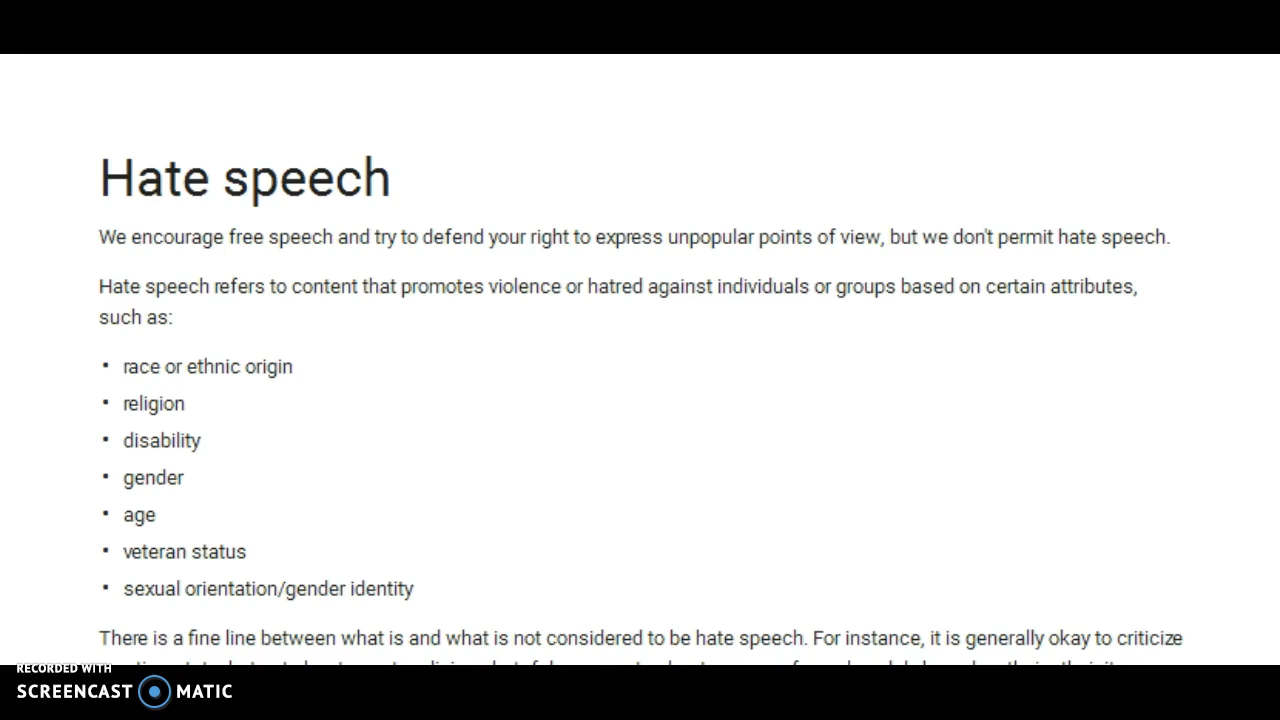 Hate speech
We encourage free speech and try to defend your right to express unpopular points of view, but we don't permit hate speech.
Hate speech refers to content that promotes violence or hatred against individuals or groups based on certain attributes,
such as:
• race or ethnic origin
• religion
• disability
• gender
• age
• veteran status
• sexual orientation/gender identity
There is a fine line between what is and what is not considered to be hate speech. For instance, it is generally okay to criticize
RECORDED WITH
SCREENCAST MATIC